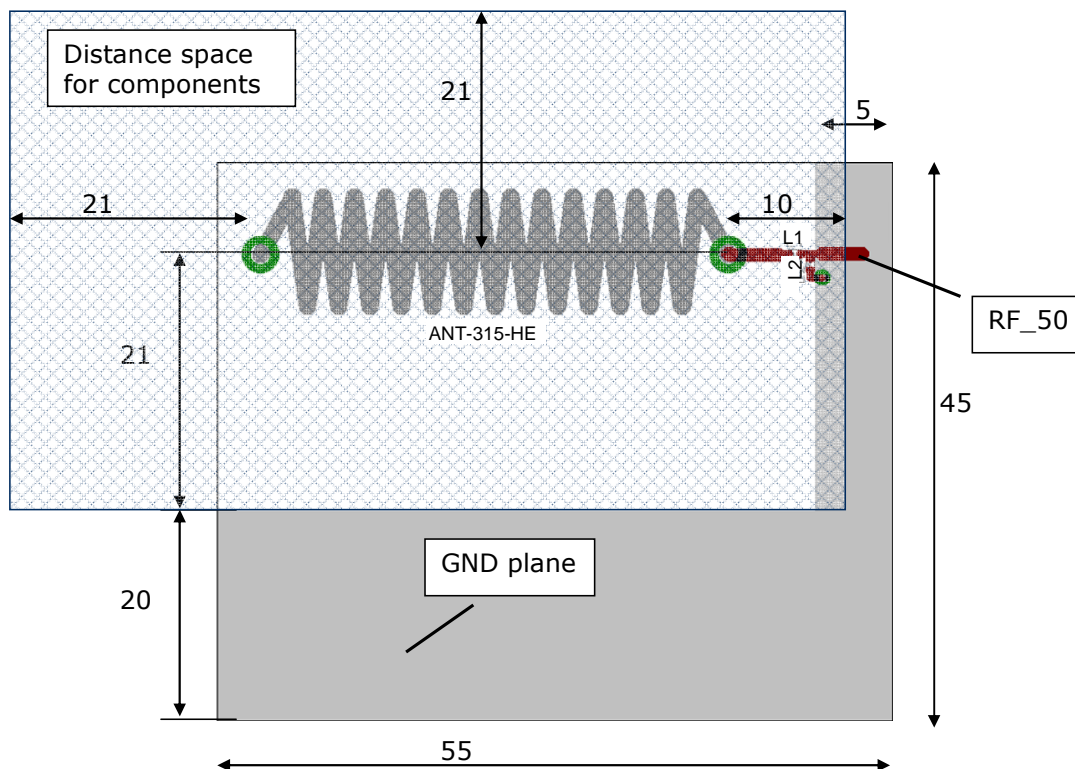 Distance space
for components
21
5
21
10
L1
L2
RF_50
ANT-315-HE
21
45
GND plane
20
55